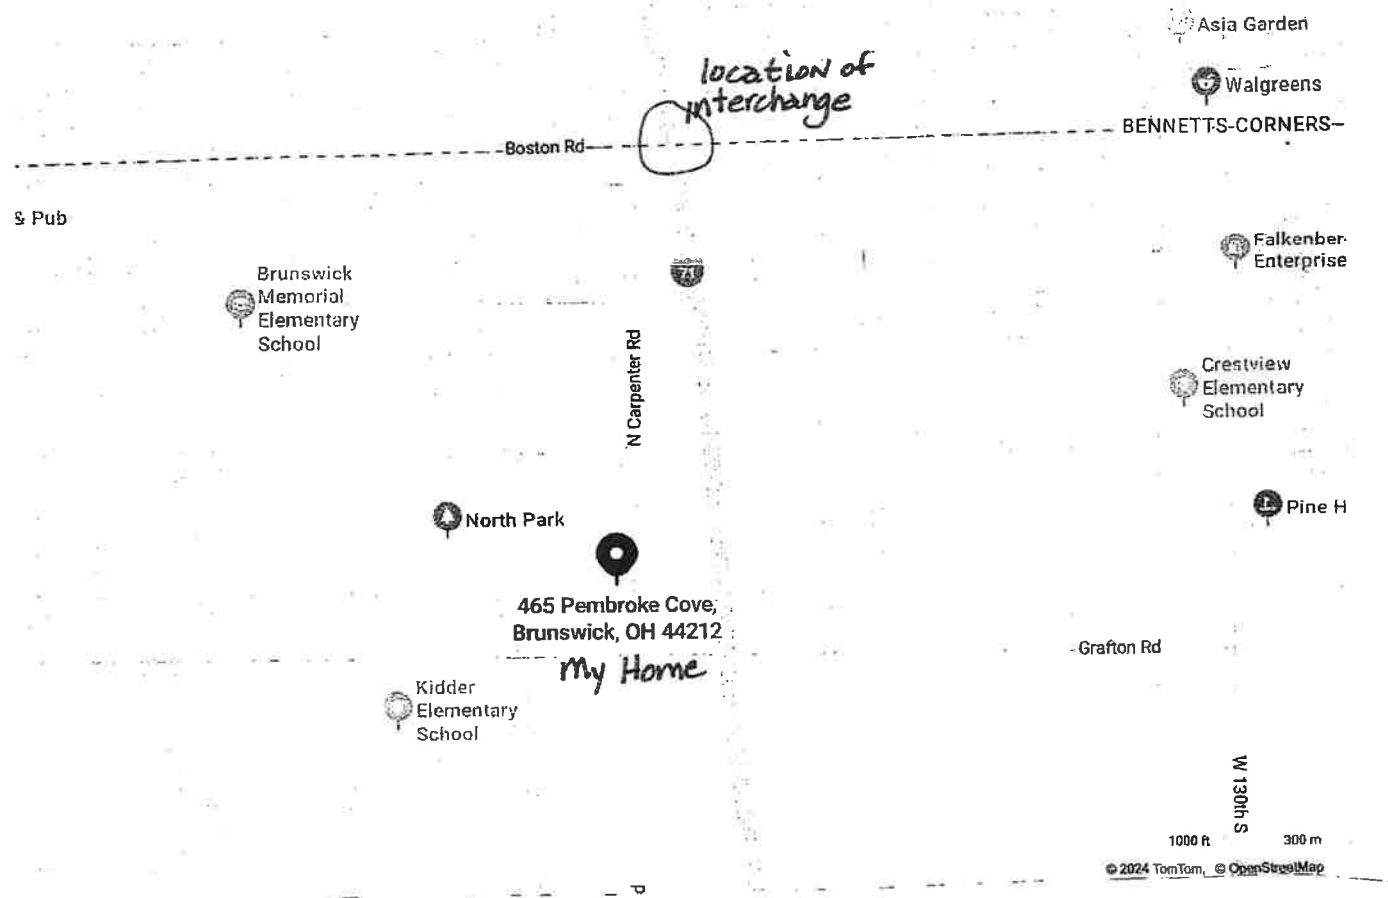 Asia Garden
location of
interchange
Walgreens
BENNETTS-CORNERS
Boston Rd
& Pub
Falkenber
Enterprise
Brunswick
Memorial
Elementary
School
71
N Carpenter Rd
Crestview
Elementary
School
North Park
Pine H
465 Pembroke Cove,
Brunswick, OH 44212
My Home
Grafton Rd
Kidder
Elementary
School
W 130th S
1000 ft 300 m
© 2024 TomTom, © OpenStreetMap